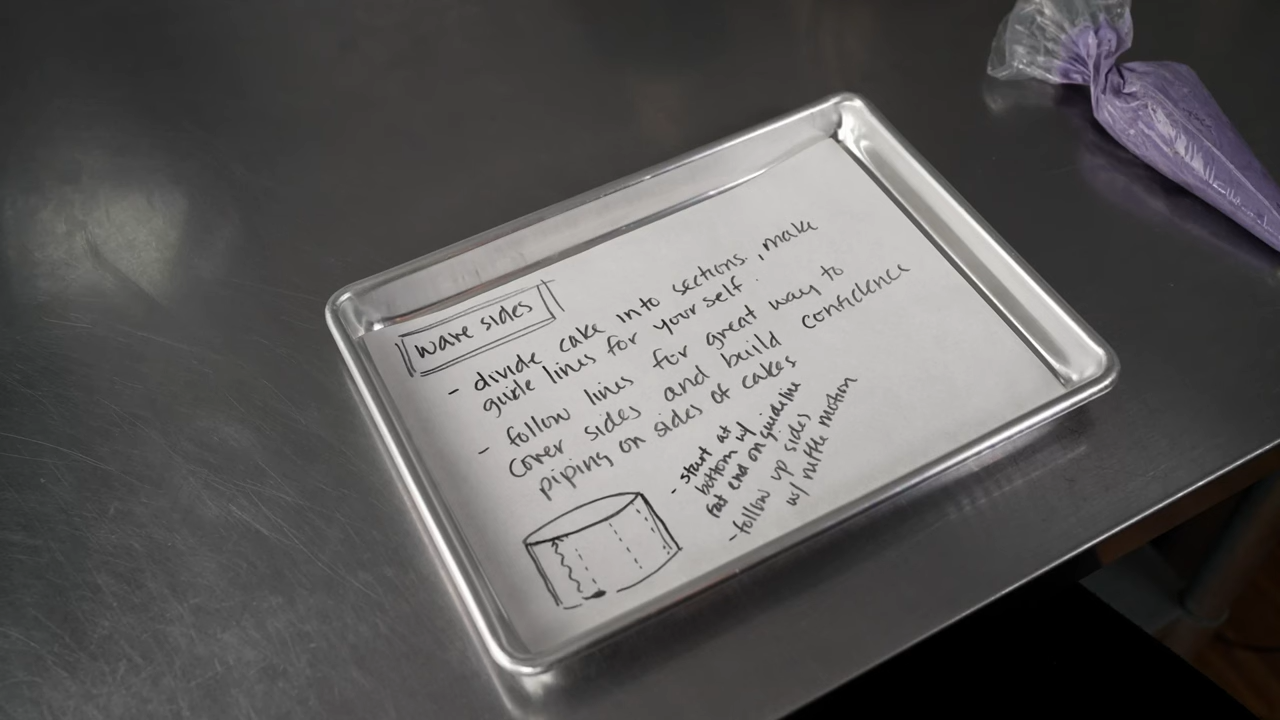 wave sides
- divide cake into sections, make
guide lines for yourself.
- follow lines for great way to
cover sides and build confidence
piping on sides of cakes
- start at
bottom w/
fat end on guideline
- follow up sides
w/ ruffle motion